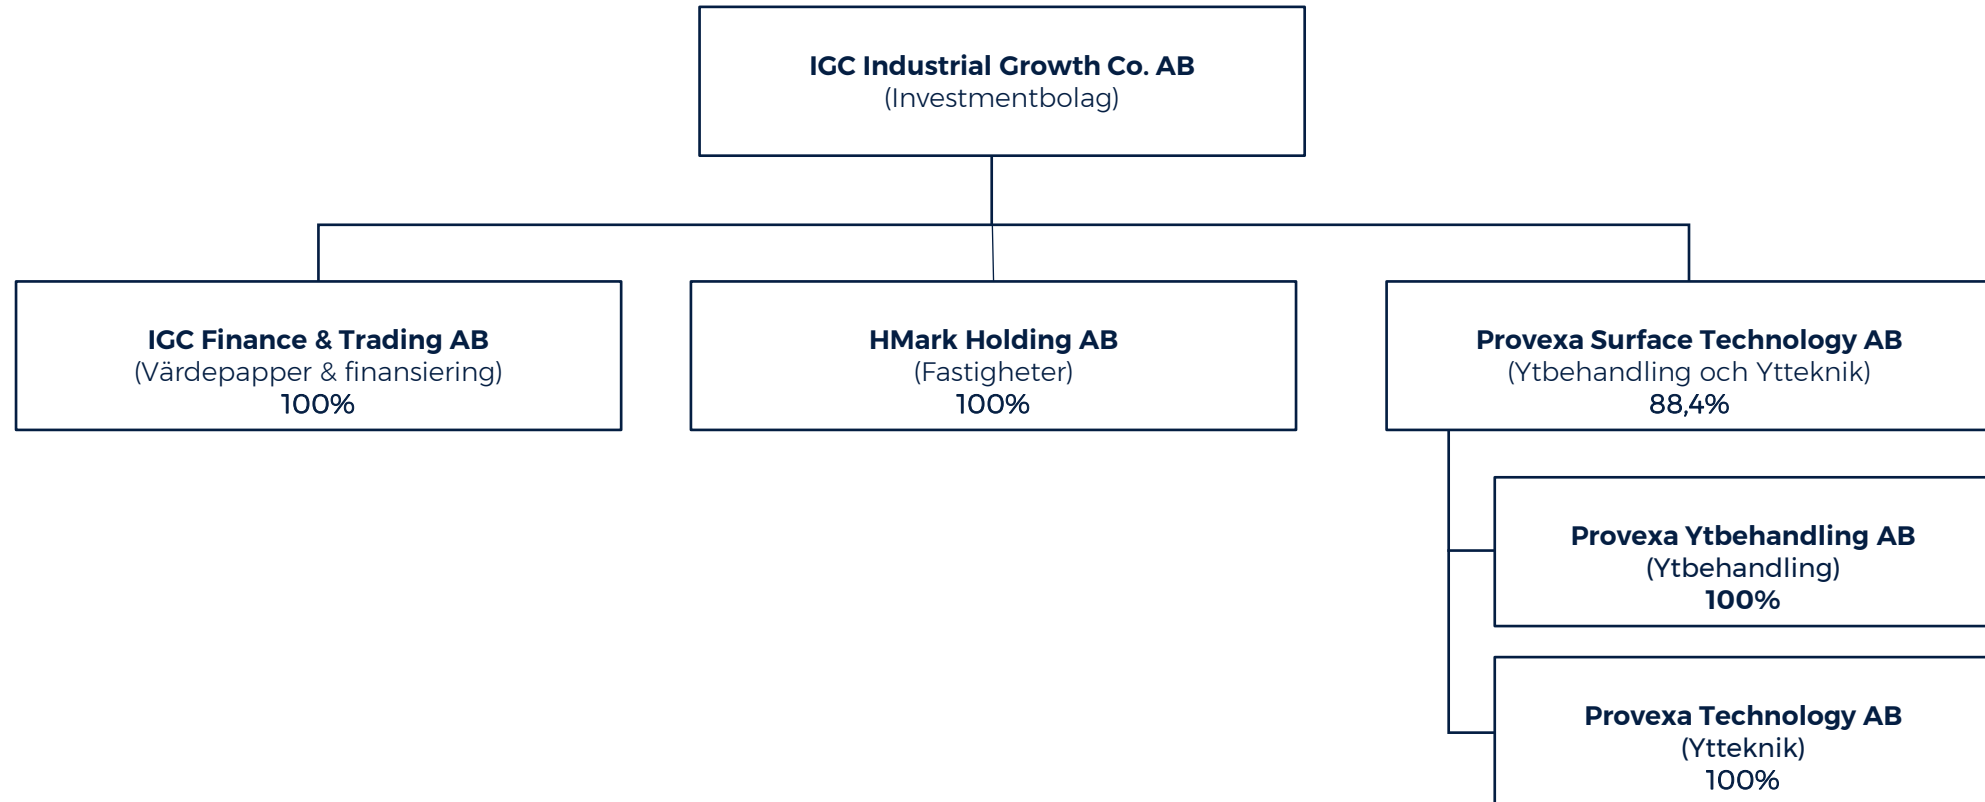 IGC Industrial Growth Co. AB
(Investmentbolag)
IGC Finance & Trading AB
(Värdepapper & finansiering)
100%
HMark Holding AB
(Fastigheter)
100%
Provexa Surface Technology AB
(Ytbehandling och Ytteknik)
88,4%
Provexa Ytbehandling AB
(Ytbehandling)
100%
Provexa Technology AB
(Ytteknik)
100%